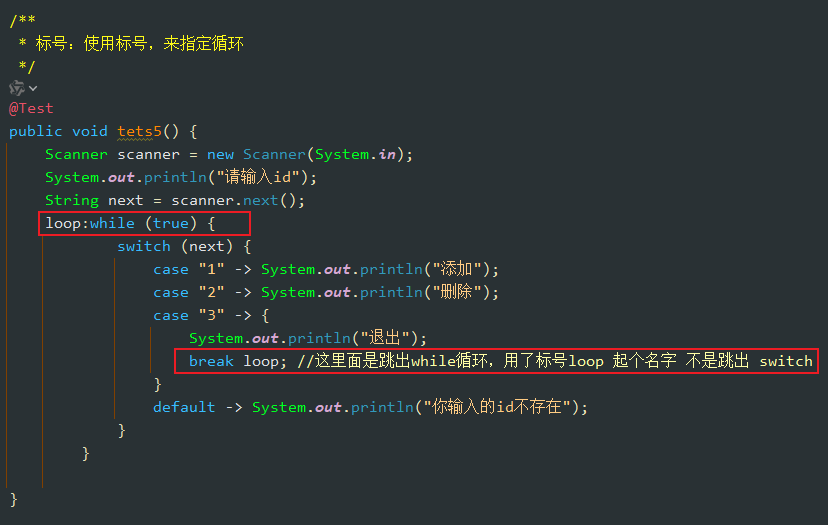 /**
 * 标号: 使用标号，来指定循环
 */
@Test
public void tets5() {
    Scanner scanner = new Scanner(System.in);
    System.out.println("请输入id");
    String next = scanner.next();
    loop:while (true) {
            switch (next) {
                case "1" -> System.out.println("添加");
                case "2" -> System.out.println("删除");
                case "3" -> {
                    System.out.println("退出");
                    break loop; //这里面是跳出while循环，用了标号loop 起个名字 不是跳出 switch
                }
                default -> System.out.println("你输入的id不存在");
            }
        }
}